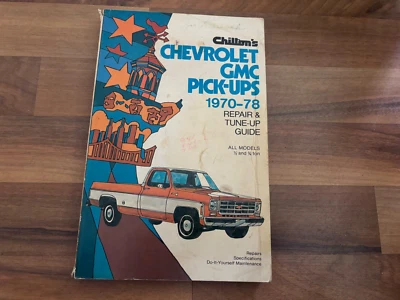 Chilton's
CHEVROLET
GMC
PICK-UPS
1970-78
REPAIR &
TUNE-UP
GUIDE
ALL MODELS
½ and ¾ ton
Repairs
Specifications
Do-It-Yourself Maintenance